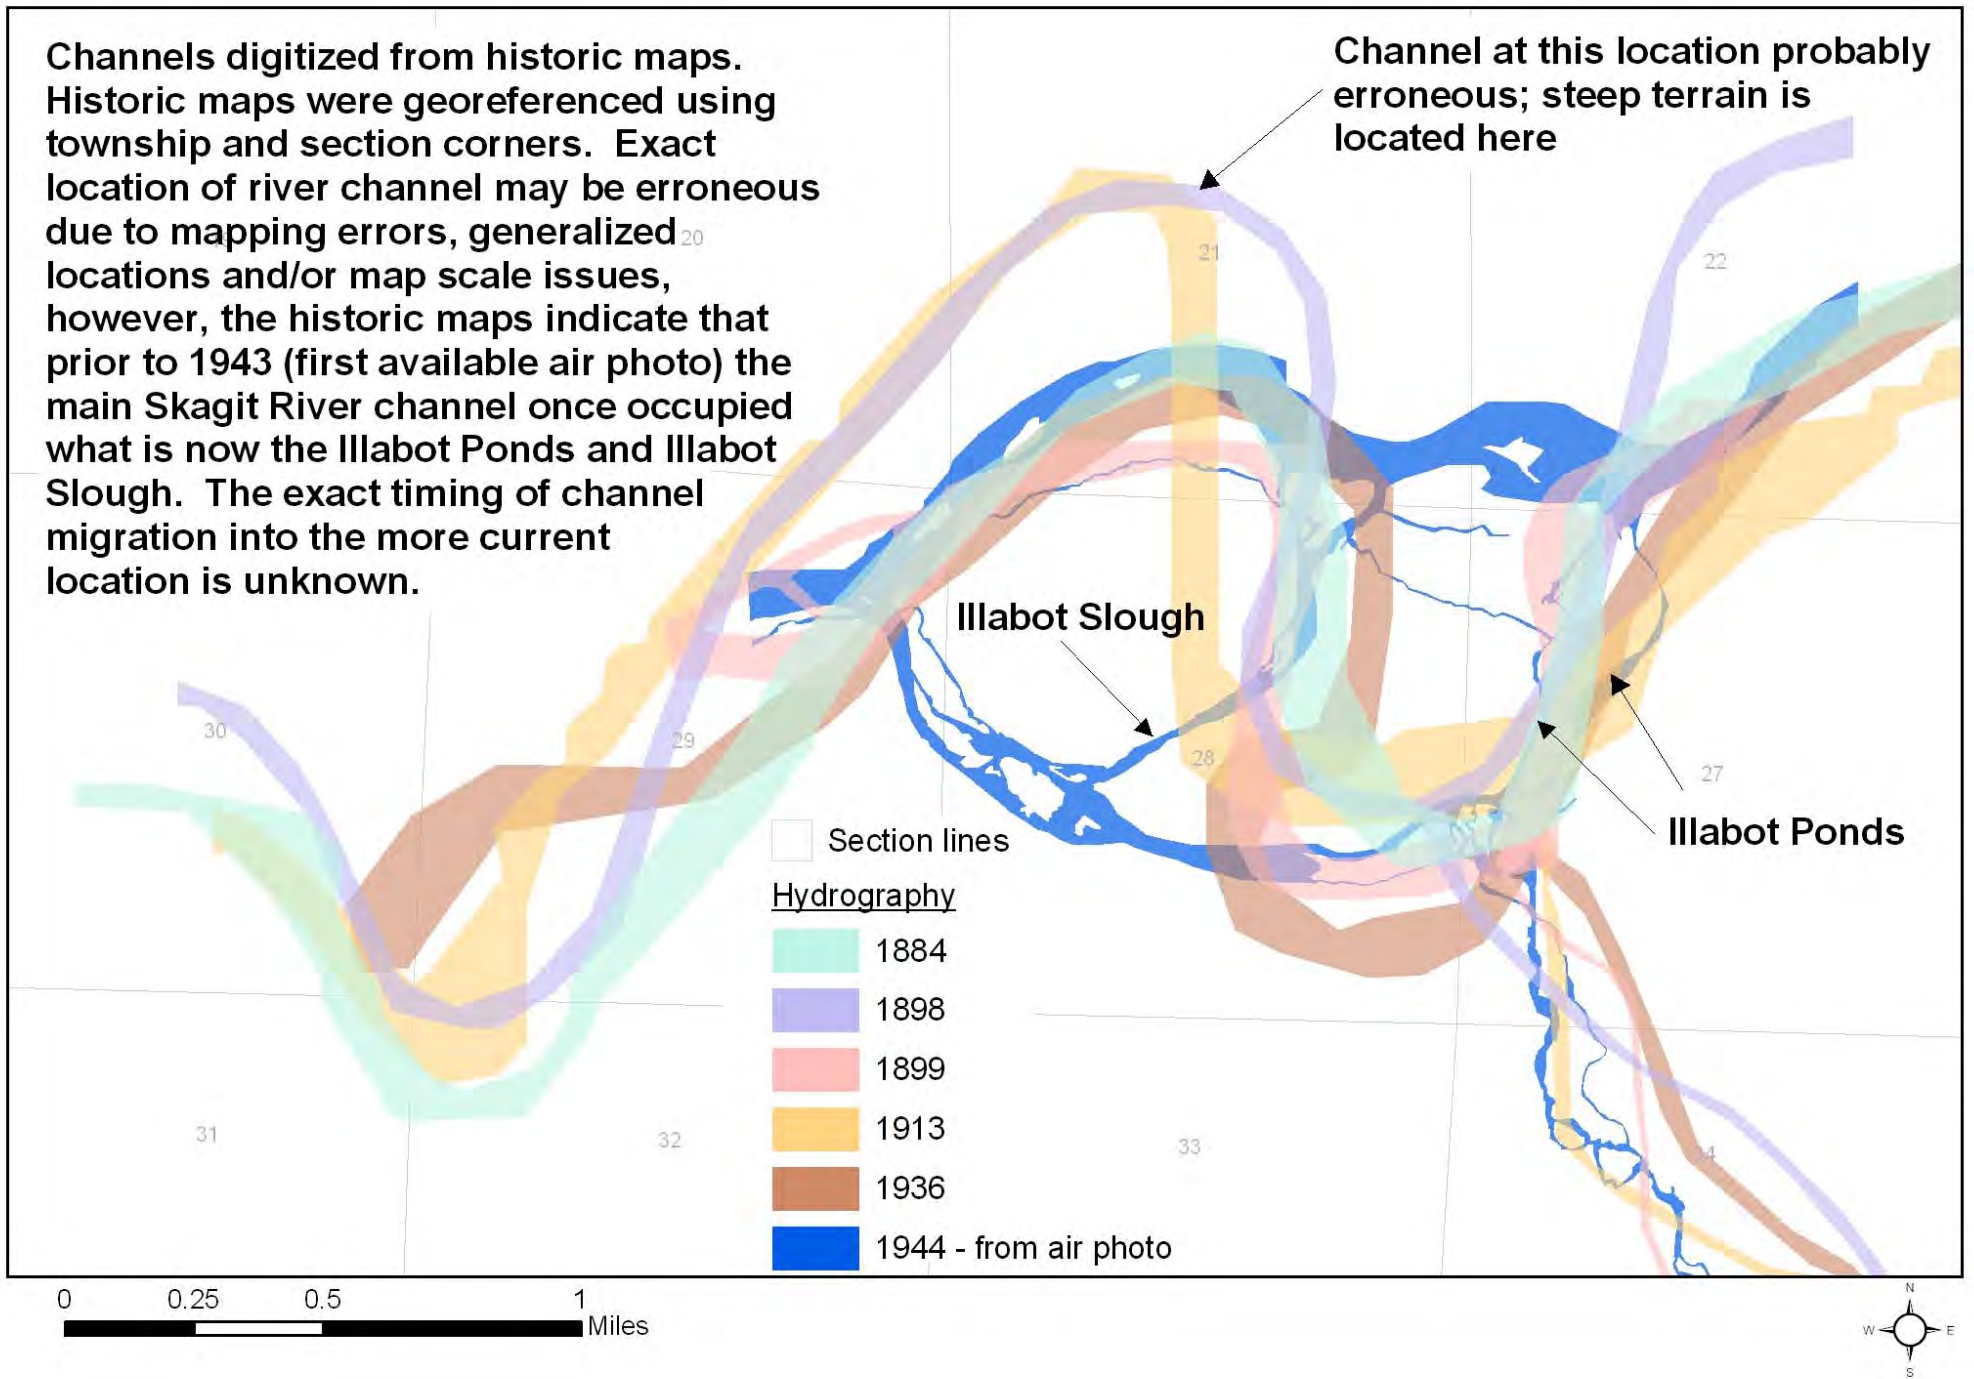 Channels digitized from historic maps.
Historic maps were georeferenced using
township and section corners.  Exact
location of river channel may be erroneous
due to mapping errors, generalized
locations and/or map scale issues,
however, the historic maps indicate that
prior to 1943 (first available air photo) the
main Skagit River channel once occupied
what is now the Illabot Ponds and Illabot
Slough.  The exact timing of channel
migration into the more current
location is unknown.
Channel at this location probably
erroneous; steep terrain is
located here
20
21
22
Illabot Slough
30
29
28
27
Illabot Ponds
Section lines
Hydrography
1884
1898
1899
1913
1936
1944 - from air photo
31
32
33
0 0.25 0.5 1
Miles
N
W E
S